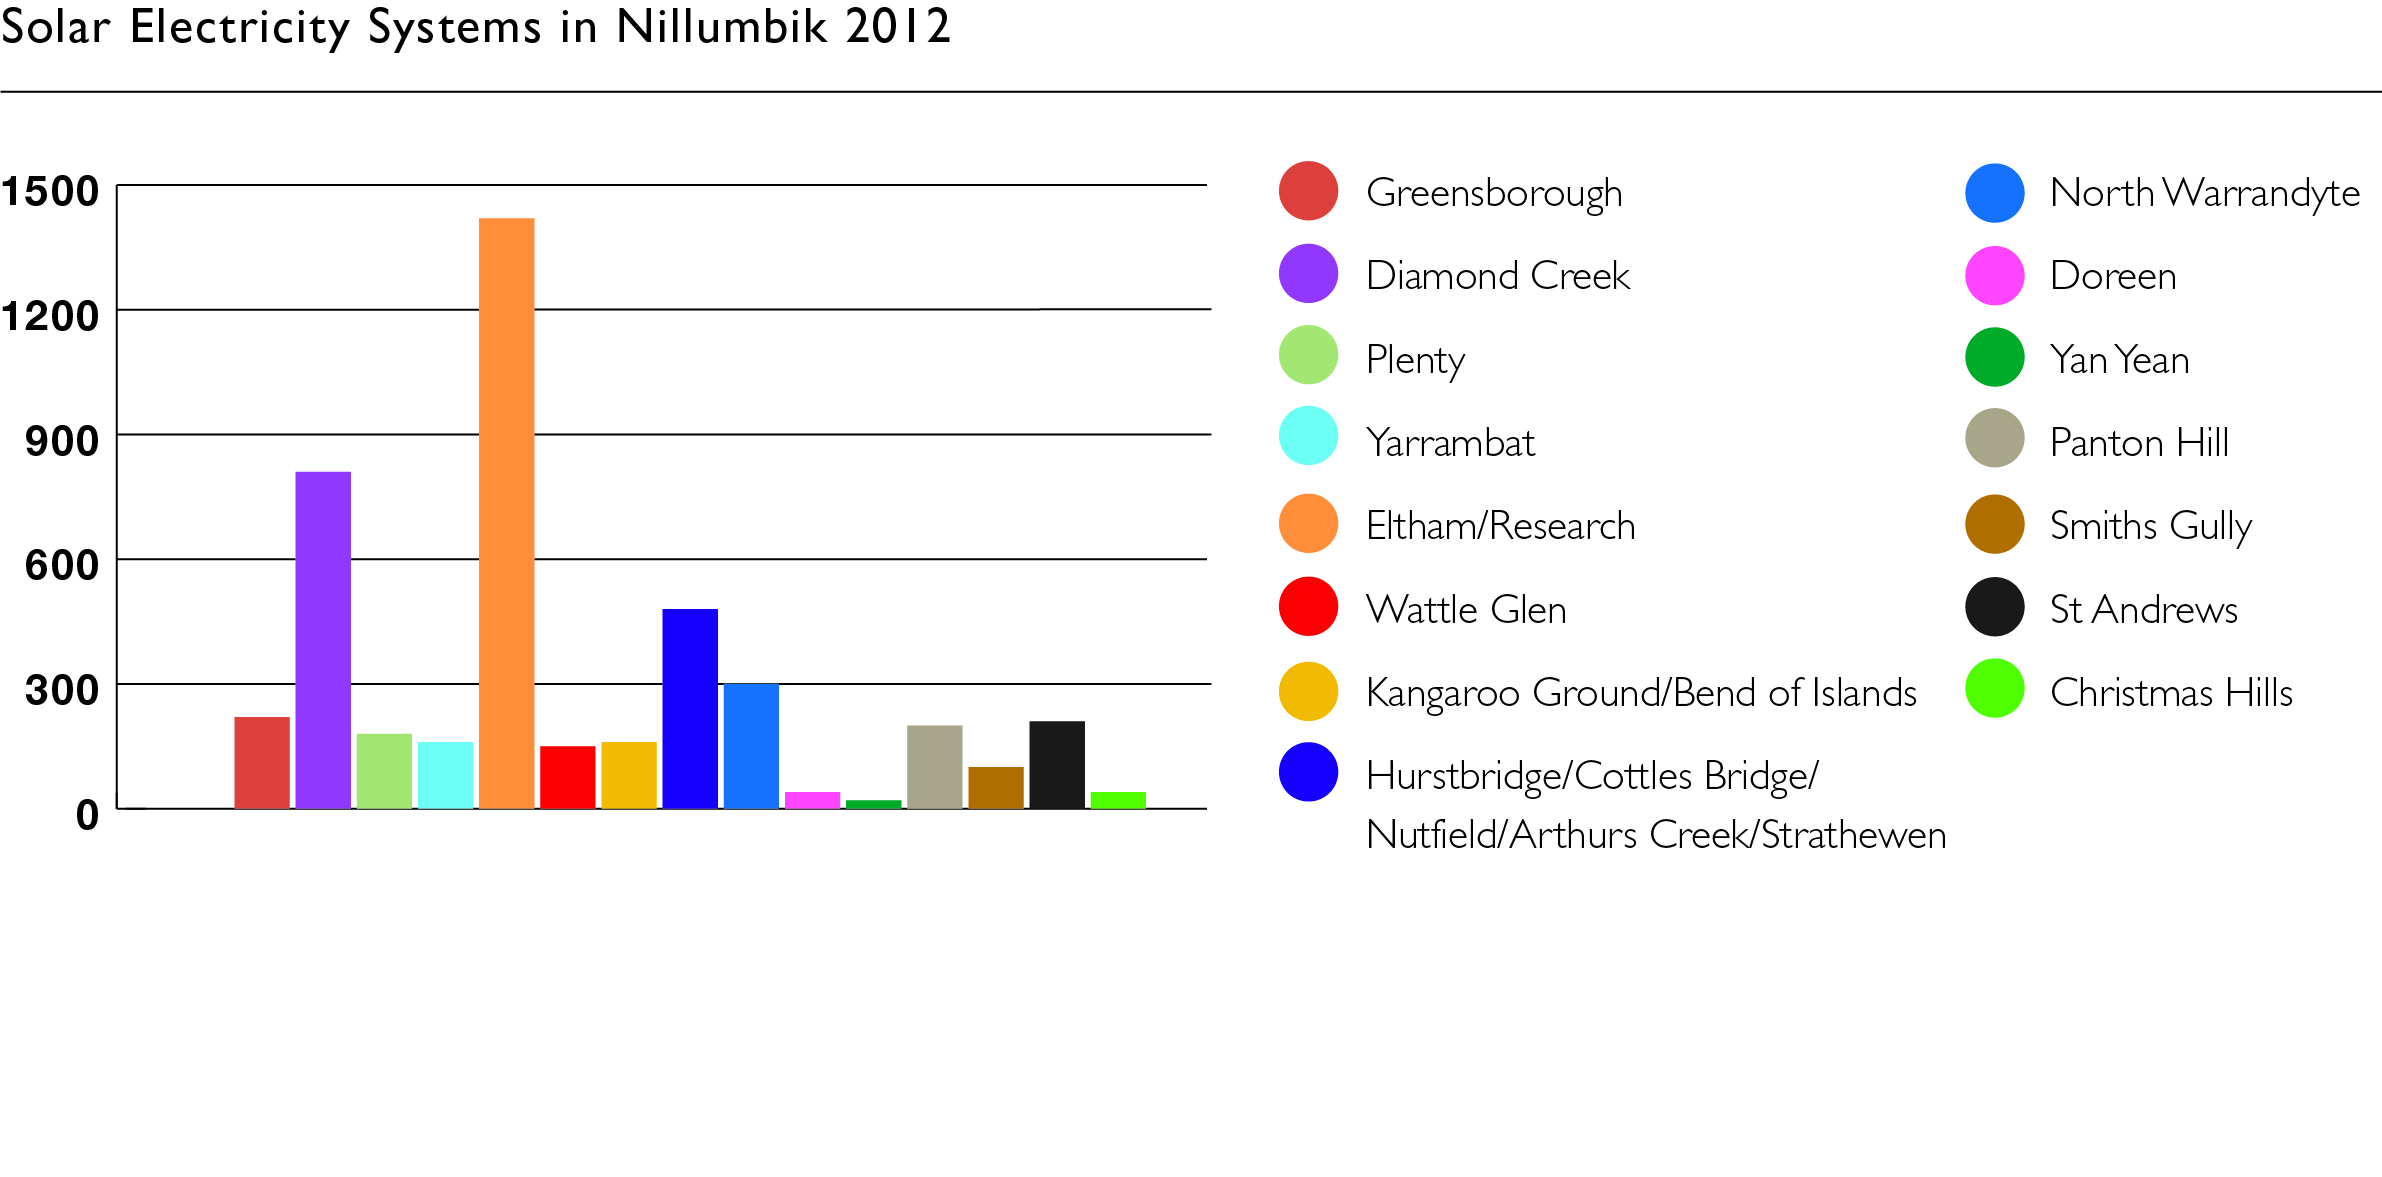 Solar Electricity Systems in Nillumbik 2012
1500
1200
900
600
300
0
Greensborough
Diamond Creek
Plenty
Yarrambat
Eltham/Research
Wattle Glen
Kangaroo Ground/Bend of Islands
Hurstbridge/Cottles Bridge/
Nutfield/Arthurs Creek/Strathewen
North Warrandyte
Doreen
Yan Yean
Panton Hill
Smiths Gully
St Andrews
Christmas Hills